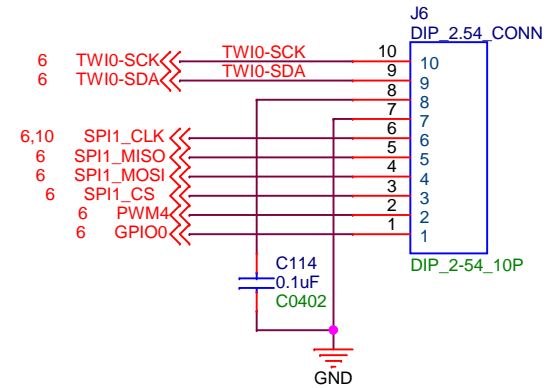 J6
DIP_2.54_CONN
6 TWI0-SCK TWI0-SCK 10 10
6 TWI0-SDA TWI0-SDA 9 9
8 8
7 7
6,10 SPI1_CLK 6 6
6 SPI1_MISO 5 5
6 SPI1_MOSI 4 4
6 SPI1_CS 3 3
6 PWM4 2 2
6 GPIO0 1 1
DIP_2-54_10P
C114
0.1uF
C0402
GND